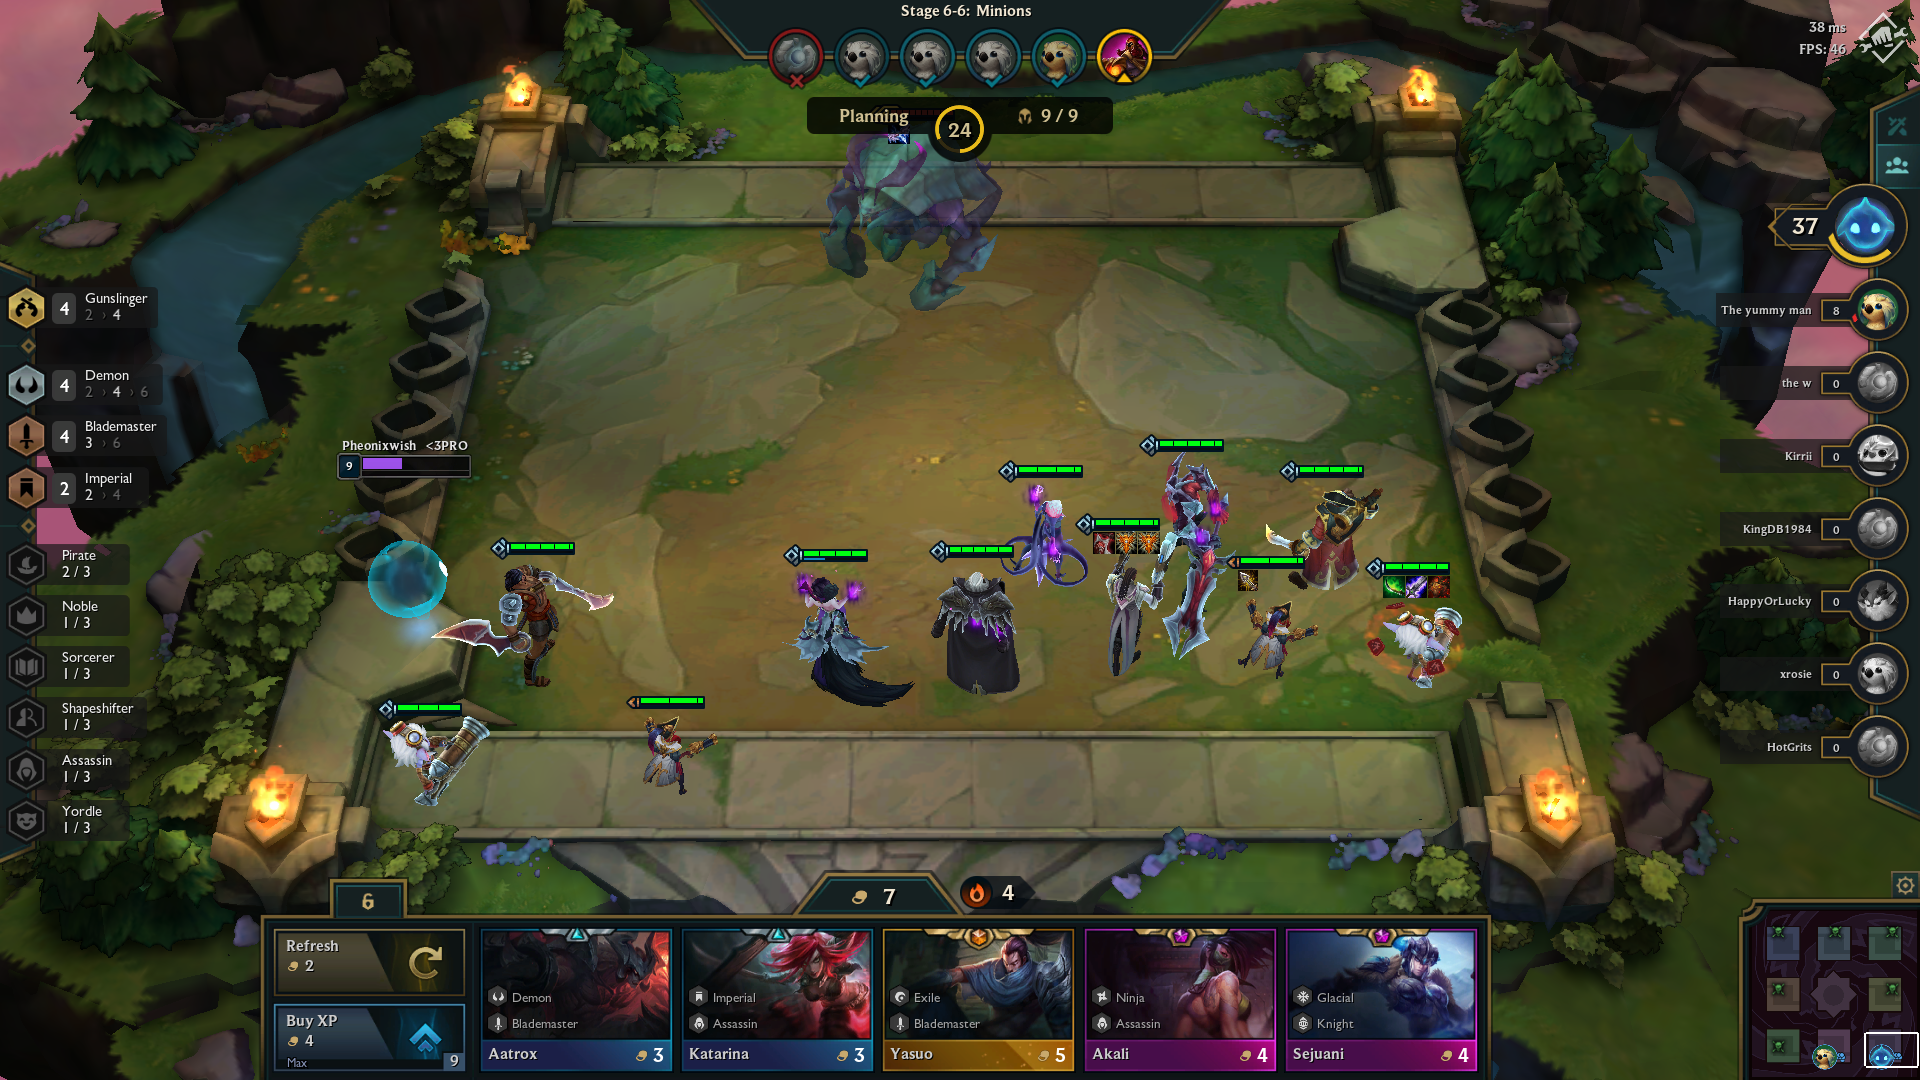 Stage 6-6: Minions
38 ms
FPS: 46
Planning
24
9 / 9
37
The yummy man
8
the w
0
Kirrii
0
KingDB1984
0
HappyOrLucky
0
xrosie
0
HotGrits
0
4
Gunslinger
2 › 4
4
Demon
2 › 4 › 6
4
Blademaster
3 › 6
2
Imperial
2 › 4
Pirate
2 / 3
Noble
1 / 3
Sorcerer
1 / 3
Shapeshifter
1 / 3
Assassin
1 / 3
Yordle
1 / 3
Pheonixwish <3PRO
9
6
7
4
Refresh
2
Buy XP
4
Max
9
Demon
Blademaster
Aatrox
3
Imperial
Assassin
Katarina
3
Exile
Blademaster
Yasuo
5
Ninja
Assassin
Akali
4
Glacial
Knight
Sejuani
4